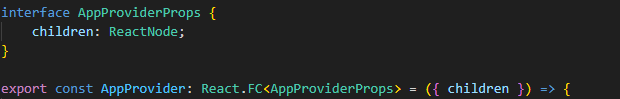 interface AppProviderProps {
    children: ReactNode;
}
export const AppProvider: React.FC<AppProviderProps> = ({ children }) => {